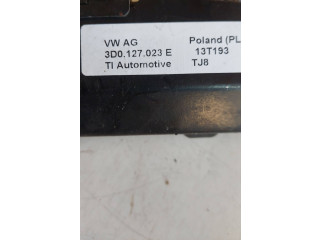 VW AG Poland (PL
3D0.127.023 E 13T193
TI Automotive TJ8